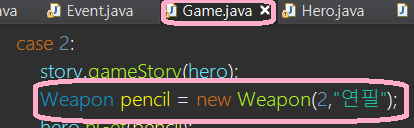 Event.java Game.java Hero.java
case 2:
story.gameStory(hero);
Weapon pencil = new Weapon(2,"연필");